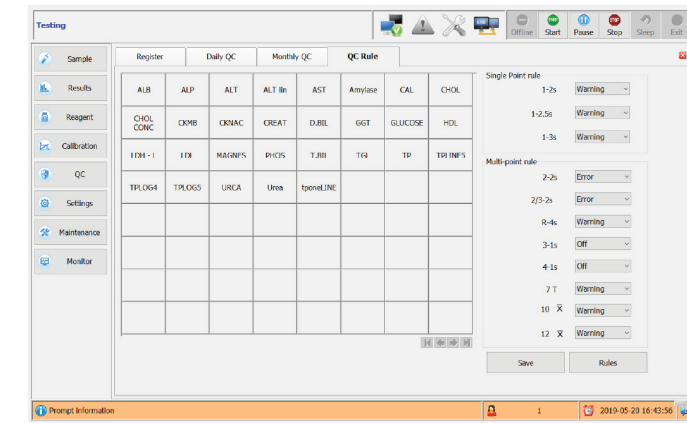 Testing
Offline Start Pause Stop Sleep Exit
Sample
Results
Reagent
Calibration
QC
Settings
Maintenance
Monitor
Register Daily QC Monthly QC QC Rule
ALB ALP ALT ALT lin AST Amylase CAL CHOL
CHOL CONC CKMB CKNAC CREAT D.BIL GGT GLUCOSE HDL
LDH - L LDL MAGNES PHOS T.BIL TGL TP
TPLOG4 TPLOG5 URCA Urea tponeLINE
Single Point rule
1-2s Warning
1-2.5s Warning
1-3s Warning
Multi-point rule
2-2s Error
2/3-2s Error
R-4s Warning
3-1s Off
4-1s Off
7 T Warning
10 X̅ Warning
12 X̅ Warning
Save Rules
Prompt Information 1 2019-05-20 16:43:56